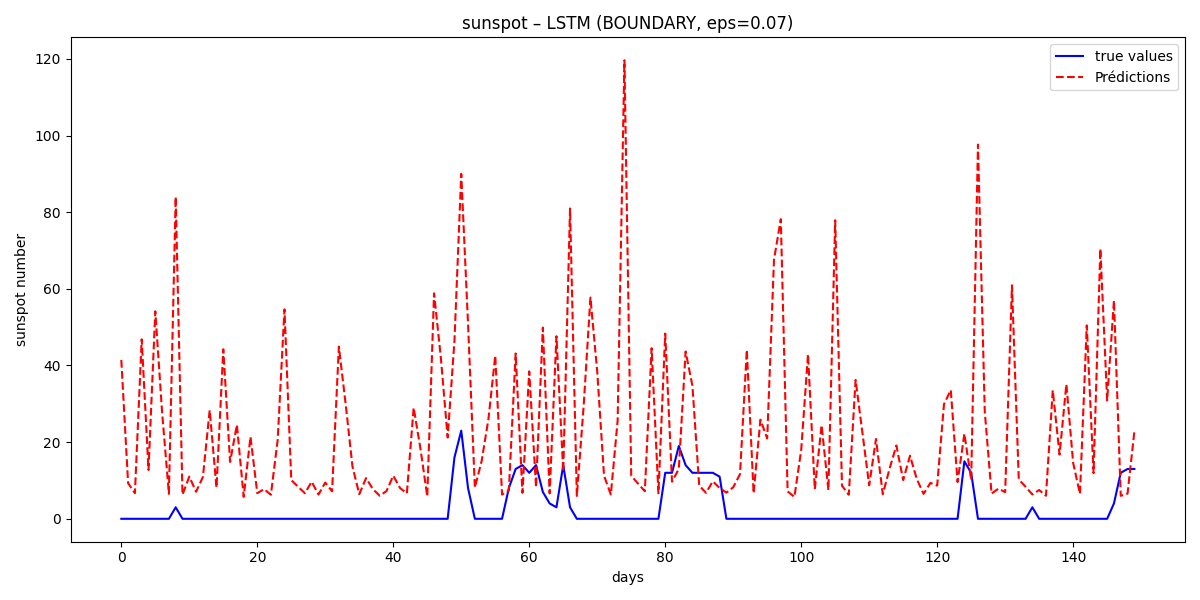 sunspot – LSTM (BOUNDARY, eps=0.07)
true values
Prédictions
sunspot number
120
100
80
60
40
20
0
0 20 40 60 80 100 120 140
days